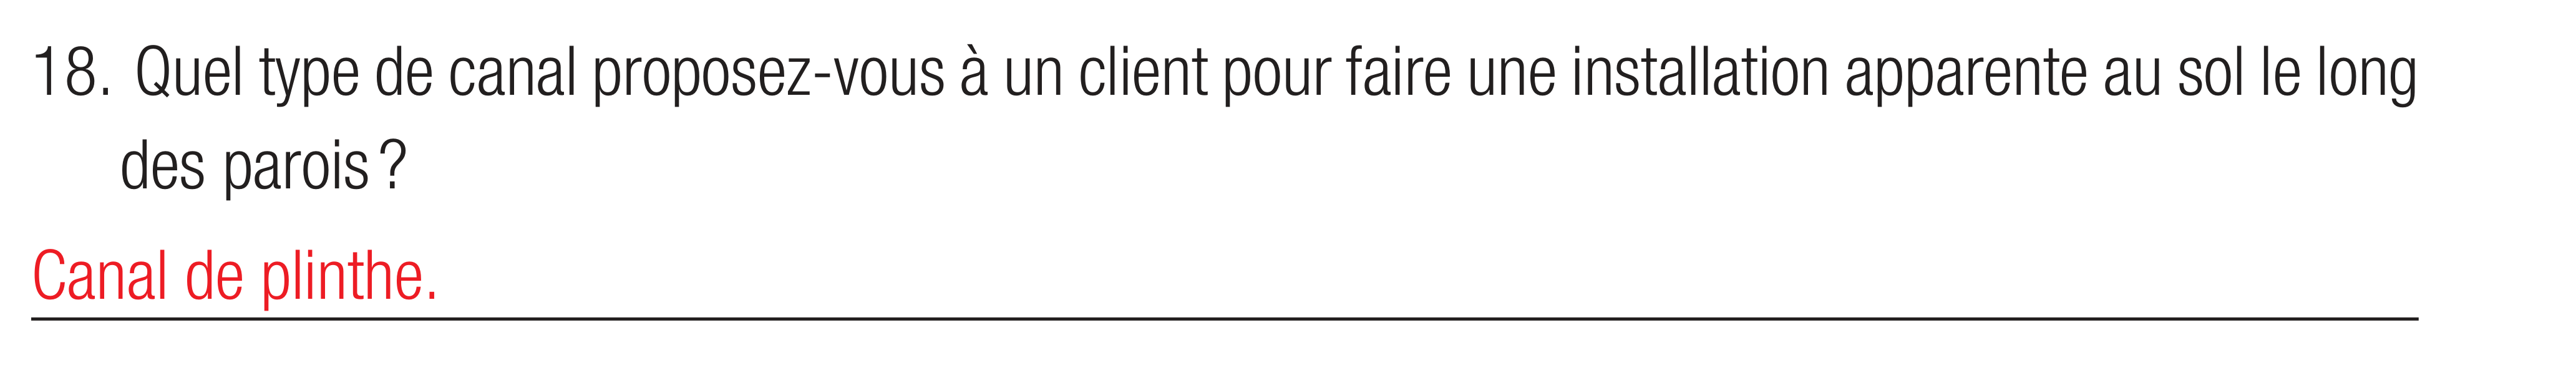 18. Quel type de canal proposez-vous à un client pour faire une installation apparente au sol le long
des parois ?
Canal de plinthe.